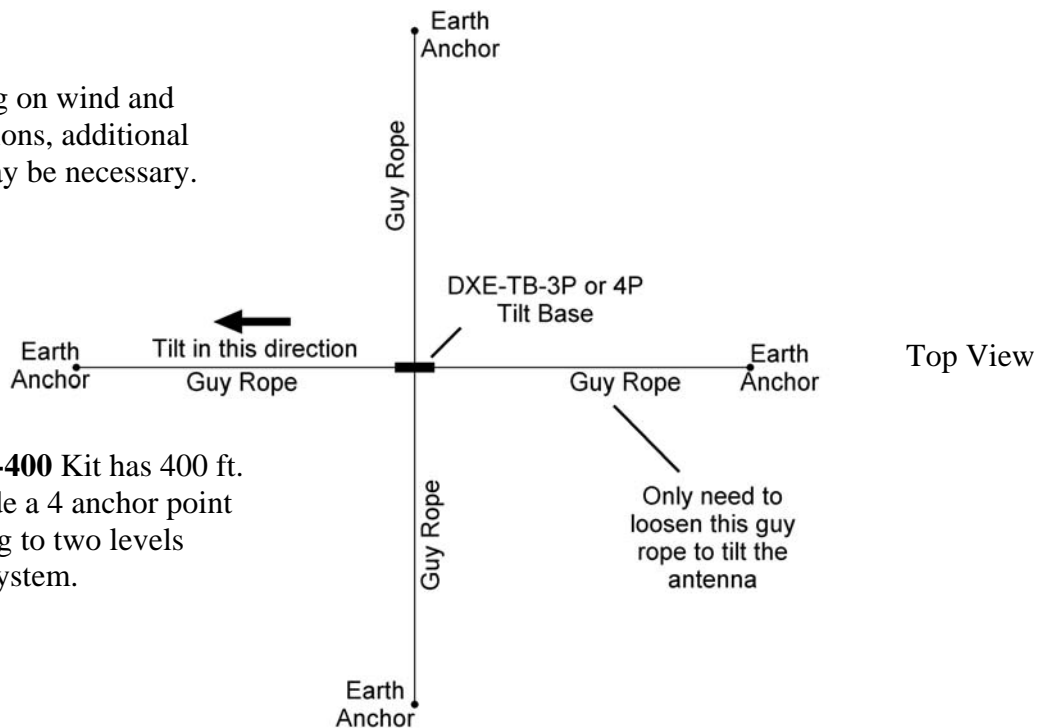 Earth
Anchor
g on wind and
ions, additional
ay be necessary.
Guy Rope
DXE-TB-3P or 4P
Tilt Base
Earth
Anchor
Tilt in this direction
Guy Rope
Guy Rope
Earth
Anchor
Top View
-400 Kit has 400 ft.
le a 4 anchor point
g to two levels
ystem.
Guy Rope
Only need to
loosen this guy
rope to tilt the
antenna
Earth
Anchor